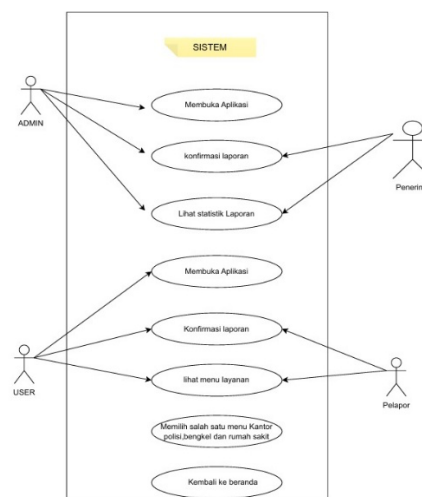 SISTEM
Membuka Aplikasi
ADMIN
konfirmasi laporan
Penerim
Lihat statistik Laporan
Membuka Aplikasi
Konfirmasi laporan
USER
lihat menu layanan
Pelapor
Memilih salah satu menu Kantor
polisi,bengkel dan rumah sakit
Kembali ke beranda